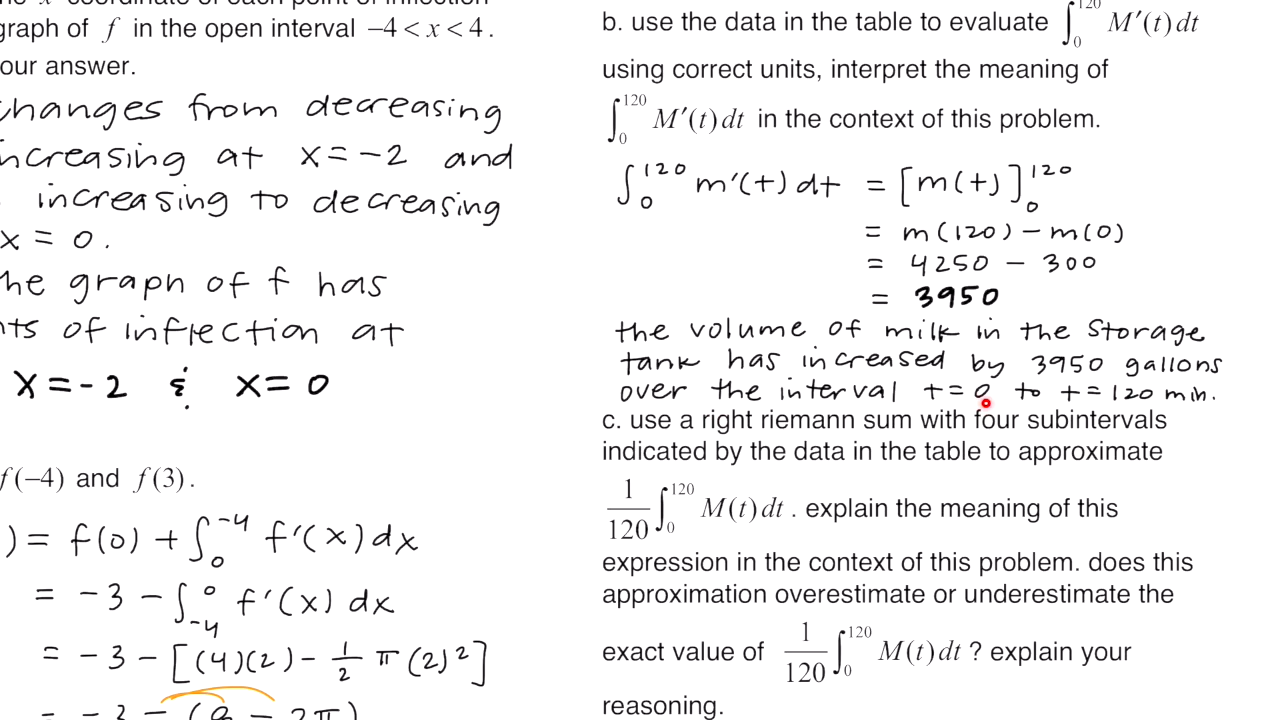 graph of f in the open interval −4 < x < 4.
our answer.
changes from decreasing
increasing at x = -2 and
increasing to decreasing
x = 0.
the graph of f has
nts of inflection at
x = -2 & x = 0
f(−4) and f(3).
) = f(0) + ∫₀⁻⁴ f'(x) dx
= -3 - ∫₋₄⁰ f'(x) dx
= -3 - [(4)(2) - 1/2 π (2)²]
= -3 - (8 - 2π)
b. use the data in the table to evaluate ∫₀¹²⁰ M′(t) dt
using correct units, interpret the meaning of
∫₀¹²⁰ M′(t) dt in the context of this problem.
∫₀¹²⁰ m'(t) dt = [m(t)]₀¹²⁰
= m(120) - m(0)
= 4250 - 300
= 3950
the volume of milk in the storage
tank has increased by 3950 gallons
over the interval t = 0 to t = 120 min.
c. use a right riemann sum with four subintervals
indicated by the data in the table to approximate
1/120 ∫₀¹²⁰ M(t) dt . explain the meaning of this
expression in the context of this problem. does this
approximation overestimate or underestimate the
exact value of 1/120 ∫₀¹²⁰ M(t) dt ? explain your
reasoning.